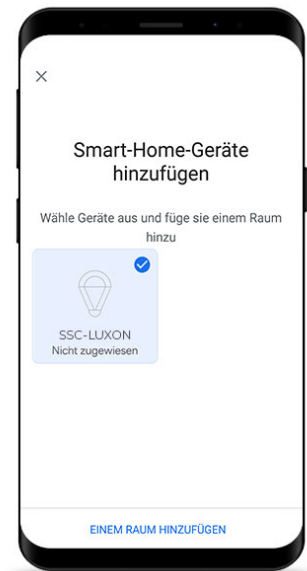 Smart-Home-Geräte
hinzufügen
Wähle Geräte aus und füge sie einem Raum
hinzu
SSC-LUXON
Nicht zugewiesen
EINEM RAUM HINZUFÜGEN